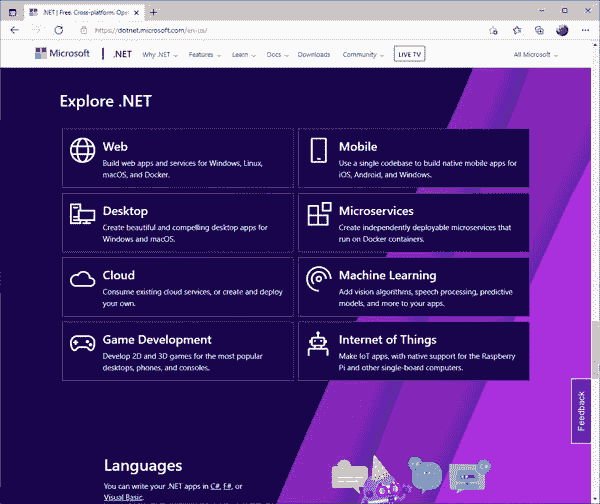 .NET | Free. Cross-platform. Ope
https://dotnet.microsoft.com/en-us/
Microsoft .NET Why .NET Features Learn Docs Downloads Community LIVE TV All Microsoft
Explore .NET
Web
Build web apps and services for Windows, Linux,
macOS, and Docker.
Mobile
Use a single codebase to build native mobile apps for
iOS, Android, and Windows.
Desktop
Create beautiful and compelling desktop apps for
Windows and macOS.
Microservices
Create independently deployable microservices that
run on Docker containers.
Cloud
Consume existing cloud services, or create and deploy
your own.
Machine Learning
Add vision algorithms, speech processing, predictive
models, and more to your apps.
Game Development
Develop 2D and 3D games for the most popular
desktops, phones, and consoles.
Internet of Things
Make IoT apps, with native support for the Raspberry
Pi and other single-board computers.
Feedback
Languages
You can write your .NET apps in C#, F#, or
Visual Basic.